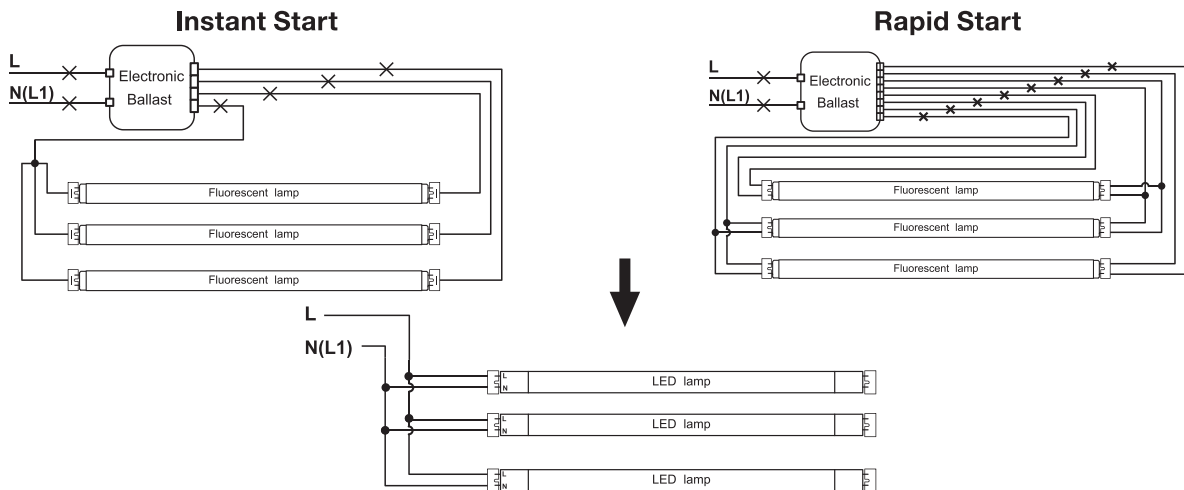 Instant Start
L
N(L1)
Electronic
Ballast
Fluorescent lamp
Fluorescent lamp
Fluorescent lamp
Rapid Start
L
N(L1)
Electronic
Ballast
Fluorescent lamp
Fluorescent lamp
Fluorescent lamp
L
N(L1)
L
N
LED lamp
L
N
LED lamp
L
N
LED lamp